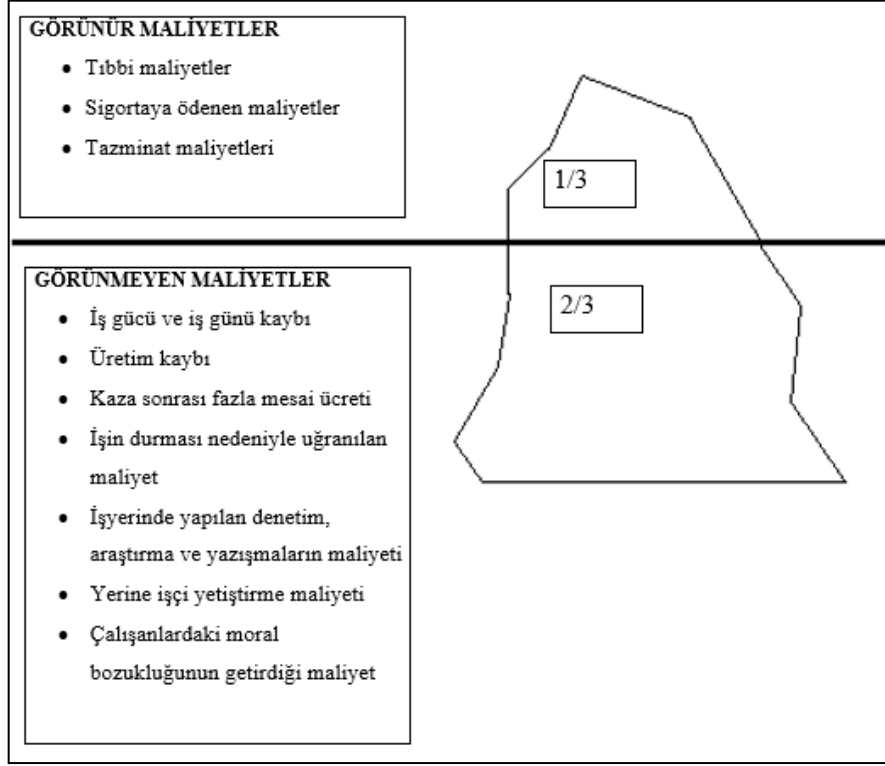 GÖRÜNÜR MALİYETLER
• Tıbbi maliyetler
• Sigortaya ödenen maliyetler
• Tazminat maliyetleri
1/3
GÖRÜNMEYEN MALİYETLER
• İş gücü ve iş günü kaybı
• Üretim kaybı
• Kaza sonrası fazla mesai ücreti
• İşin durması nedeniyle uğranılan
maliyet
• İşyerinde yapılan denetim,
araştırma ve yazışmaların maliyeti
• Yerine işçi yetiştirme maliyeti
• Çalışanlardaki moral
bozukluğunun getirdiği maliyet
2/3